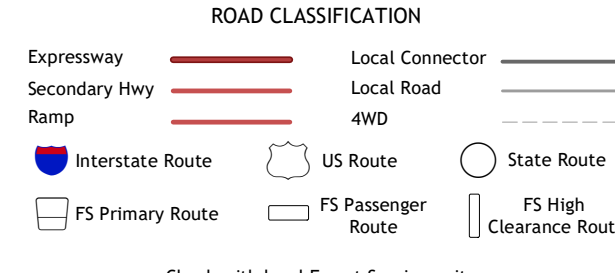 ROAD CLASSIFICATION
Expressway
Local Connector
Secondary Hwy
Local Road
Ramp
4WD
Interstate Route
US Route
State Route
FS Primary Route
FS Passenger
Route
FS High
Clearance Rout